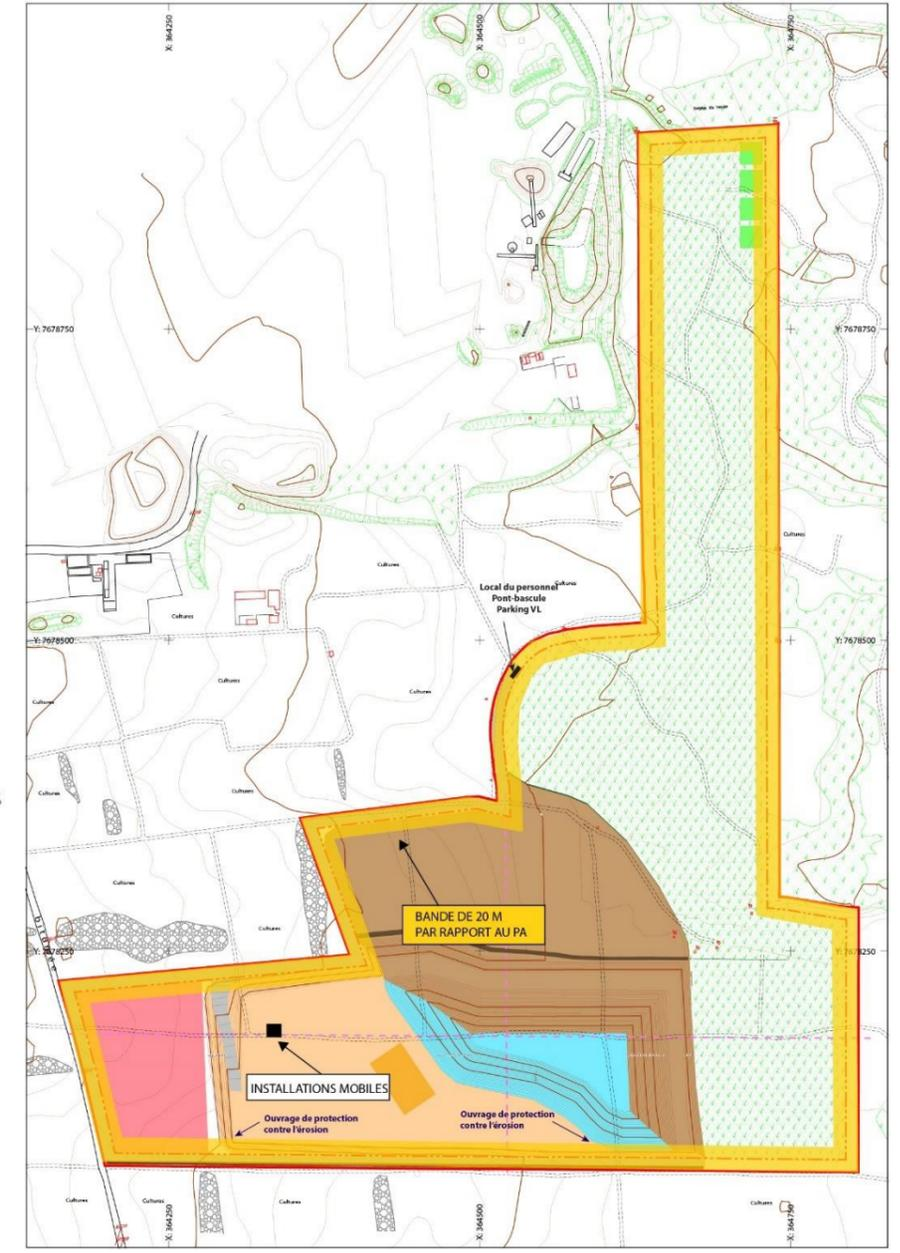 X: 364250
X: 364500
X: 364750
Y: 7678750
Y: 7678750
Cultures
Cultures
Local du personnel
Pont-bascule
Parking VL
Cultures
Cultures
Y: 7678500
Y: 7678500
Cultures
Cultures
Cultures
Cultures
Cultures
Cultures
Cultures
BANDE DE 20 M
PAR RAPPORT AU PA
INSTALLATIONS MOBILES
Ouvrage de protection
contre l'érosion
Ouvrage de protection
contre l'érosion
Cultures
Cultures
Cultures
Cultures
X: 364250
X: 364500
X: 364750